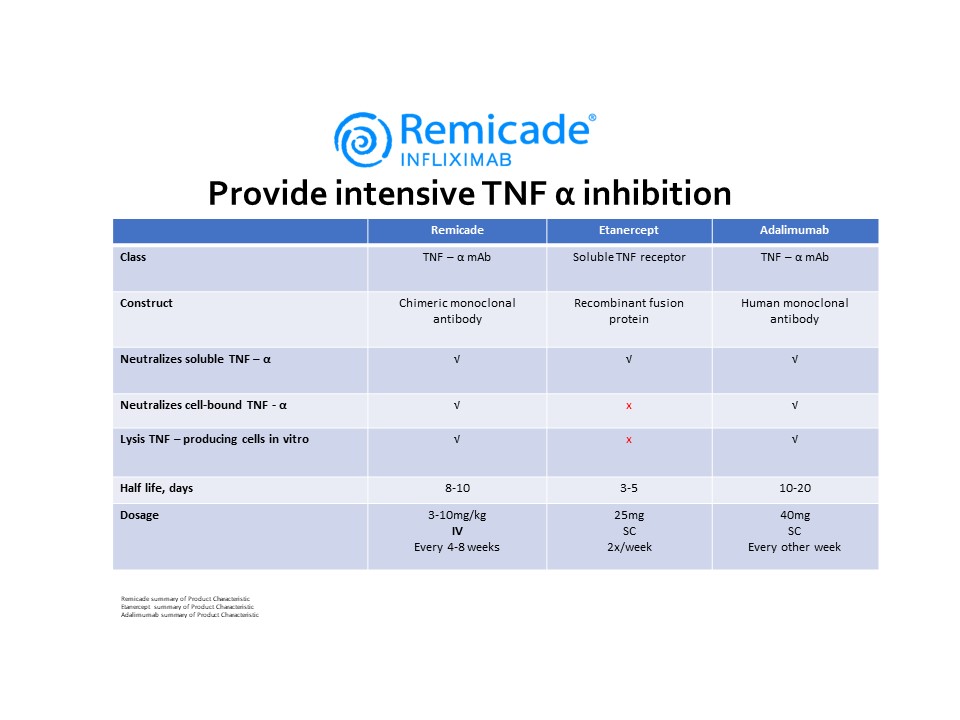 Remicade®
INFLIXIMAB
Provide intensive TNF α inhibition
Remicade Etanercept Adalimumab
Class TNF – α mAb Soluble TNF receptor TNF – α mAb
Construct Chimeric monoclonal Recombinant fusion Human monoclonal
antibody protein antibody
Neutralizes soluble TNF – α √ √ √
Neutralizes cell-bound TNF - α √ x √
Lysis TNF – producing cells in vitro √ x √
Half life, days 8-10 3-5 10-20
Dosage 3-10mg/kg 25mg 40mg
IV SC SC
Every 4-8 weeks 2x/week Every other week
Remicade summary of Product Characteristic
Etanercept summary of Product Characteristic
Adalimumab summary of Product Characteristic